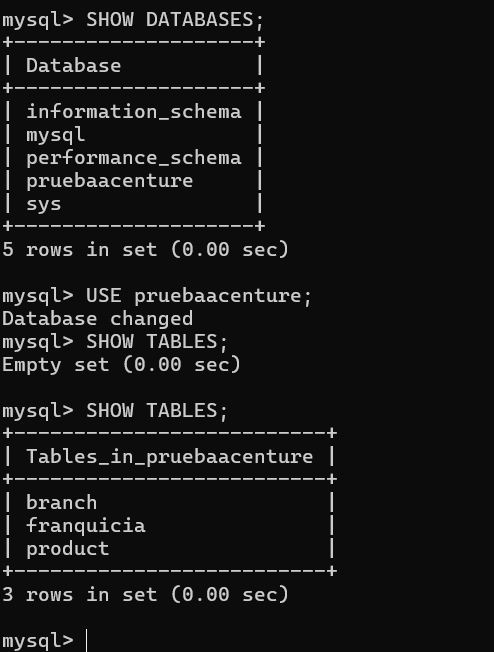 mysql> SHOW DATABASES;
+--------------------+
| Database           |
+--------------------+
| information_schema |
| mysql              |
| performance_schema |
| pruebaacenture     |
| sys                |
+--------------------+
5 rows in set (0.00 sec)

mysql> USE pruebaacenture;
Database changed
mysql> SHOW TABLES;
Empty set (0.00 sec)

mysql> SHOW TABLES;
+--------------------------+
| Tables_in_pruebaacenture |
+--------------------------+
| branch                   |
| franquicia               |
| product                  |
+--------------------------+
3 rows in set (0.00 sec)

mysql>